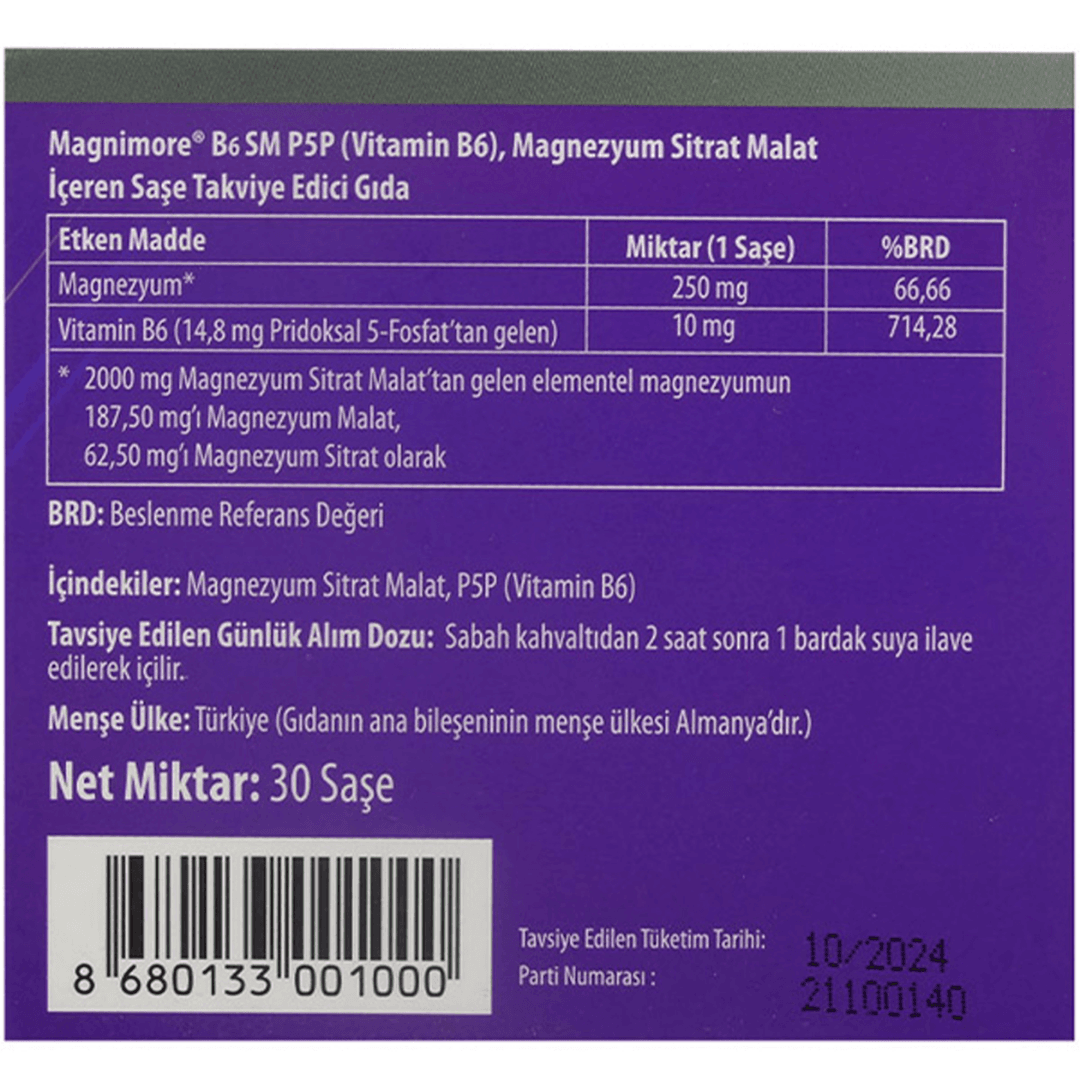 Magnimore® B6 SM P5P (Vitamin B6), Magnezyum Sitrat Malat
İçeren Saşe Takviye Edici Gıda
Etken Madde Miktar (1 Saşe) %BRD
Magnezyum* 250 mg 66,66
Vitamin B6 (14,8 mg Pridoksal 5-Fosfat’tan gelen) 10 mg 714,28
* 2000 mg Magnezyum Sitrat Malat’tan gelen elementel magnezyumun
187,50 mg’ı Magnezyum Malat,
62,50 mg’ı Magnezyum Sitrat olarak
BRD: Beslenme Referans Değeri
İçindekiler: Magnezyum Sitrat Malat, P5P (Vitamin B6)
Tavsiye Edilen Günlük Alım Dozu: Sabah kahvaltıdan 2 saat sonra 1 bardak suya ilave
edilerek içilir.
Menşe Ülke: Türkiye (Gıdanın ana bileşeninin menşe ülkesi Almanya’dır.)
Net Miktar: 30 Saşe
8 680133 001000
Tavsiye Edilen Tüketim Tarihi: 10/2024
Parti Numarası : 21100140